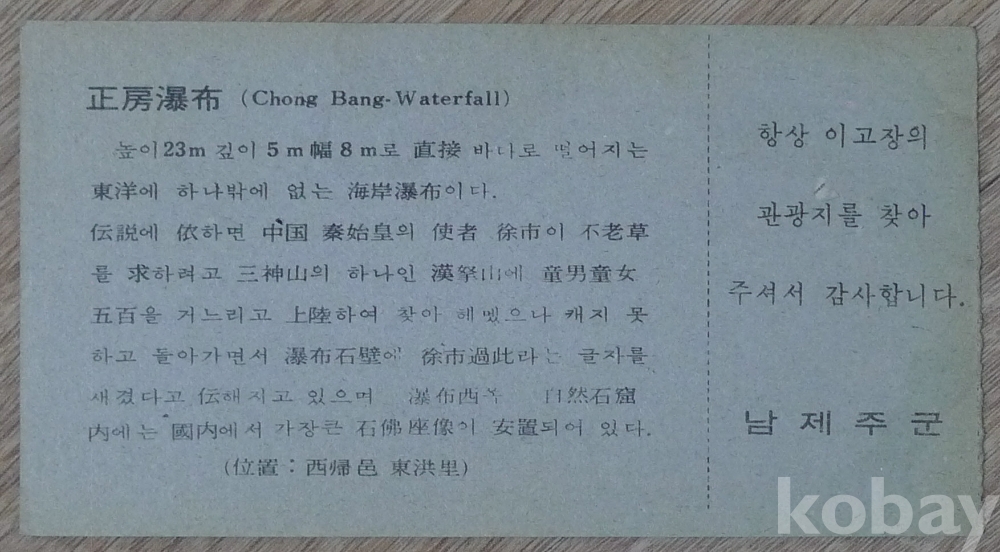 正房瀑布 (Chong Bang-Waterfall)
높이 23m 깊이 5m 幅 8m로 直接 바다로 떨어지는
東洋에 하나밖에 없는 海岸瀑布이다.
伝説에 依하면 中国 秦始皇의 使者 徐市이 不老草
를 求하려고 三神山의 하나인 漢拏山에 童男童女
五百을 거느리고 上陸하여 찾아 헤맸으나 캐지 못
하고 돌아가면서 瀑布石壁에 徐市過此라는 글자를
새겼다고 伝해지고 있으며 瀑布西쪽 自然石窟
内에는 國内에서 가장큰 石佛座像이 安置되어 있다.
(位置 : 西帰邑 東洪里)
항상 이고장의
관광지를 찾아
주셔서 감사합니다.
남제주군
kobay